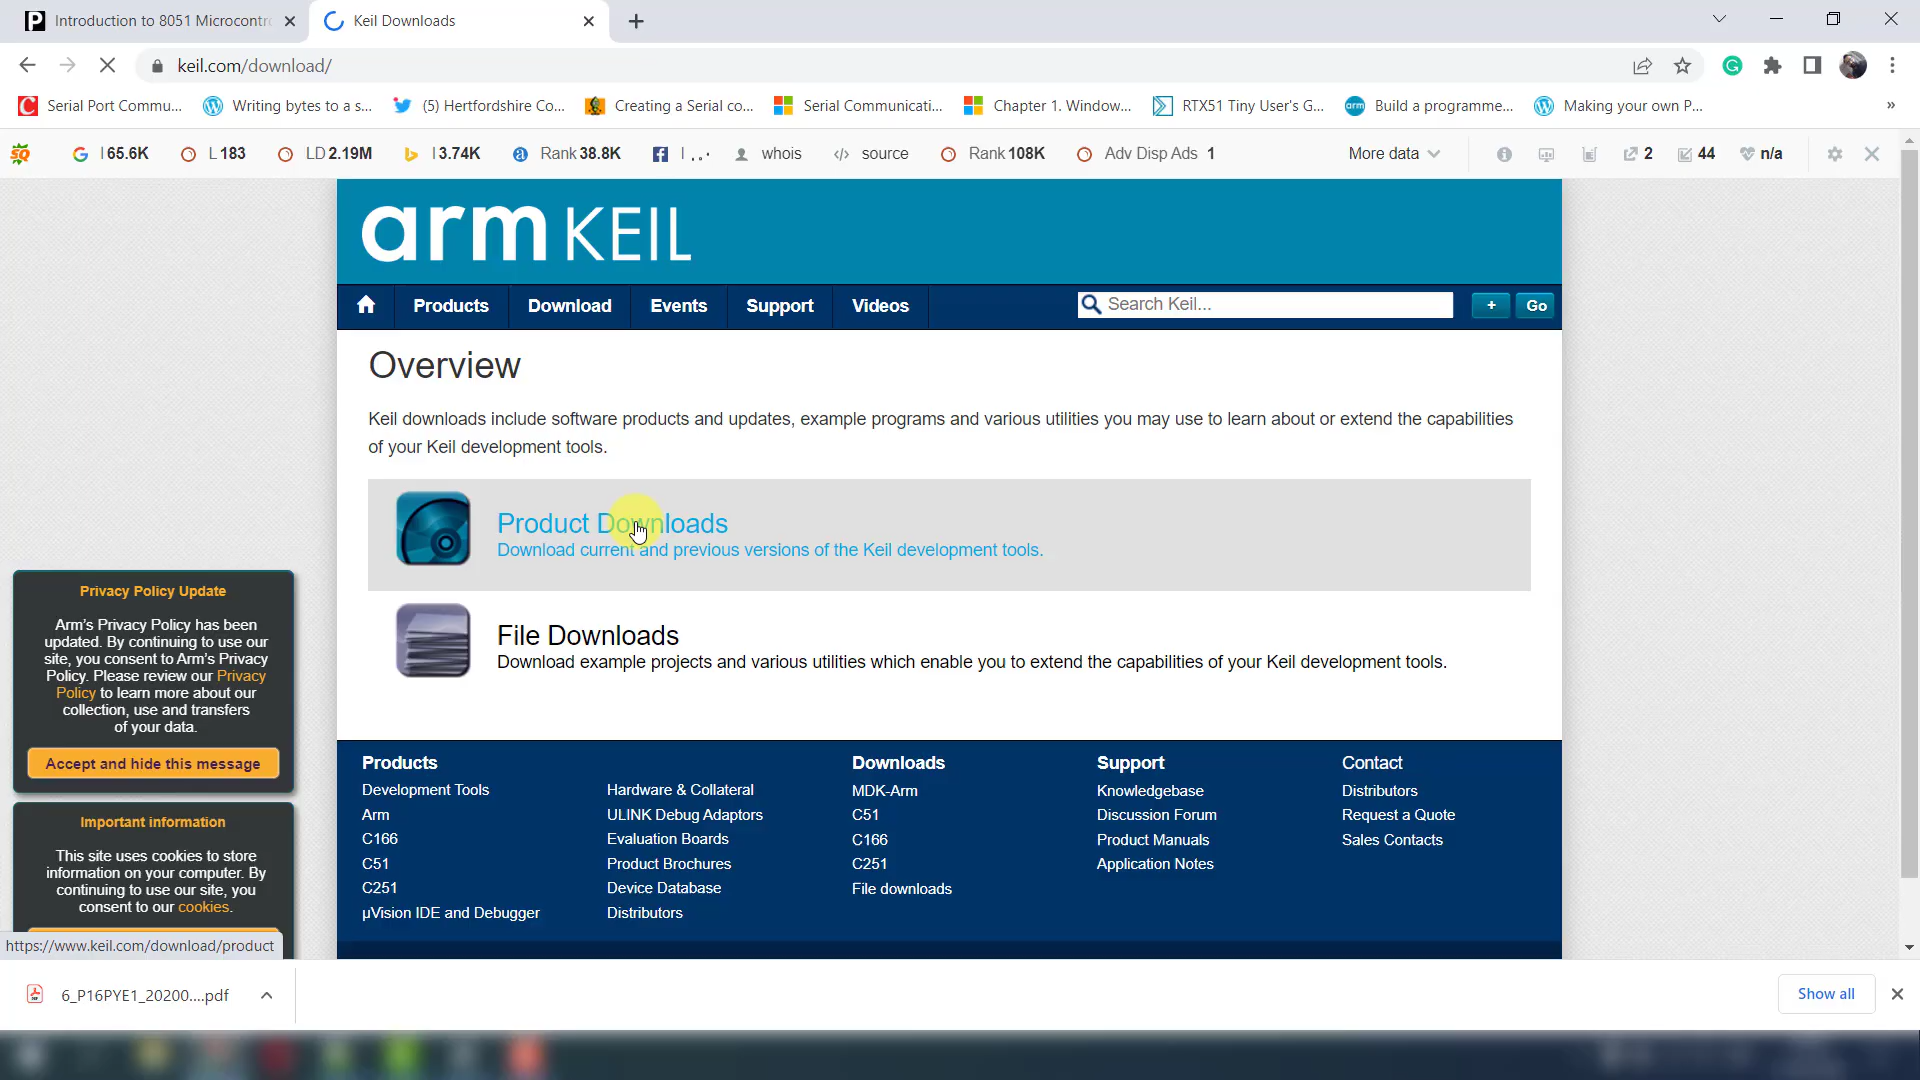 Introduction to 8051 Microcontro
Keil Downloads
keil.com/download/
Serial Port Commu...
Writing bytes to a s...
(5) Hertfordshire Co...
Creating a Serial co...
Serial Communicati...
Chapter 1. Window...
RTX51 Tiny User's G...
Build a programme...
Making your own P...
»
SQ
I 65.6K
L 183
LD 2.19M
I 3.74K
Rank 38.8K
I ...
whois
source
Rank 108K
Adv Disp Ads 1
More data
2
44
n/a
arm KEIL
Products
Download
Events
Support
Videos
Search Keil...
+
Go
Overview
Keil downloads include software products and updates, example programs and various utilities you may use to learn about or extend the capabilities
of your Keil development tools.
Product Downloads
Download current and previous versions of the Keil development tools.
File Downloads
Download example projects and various utilities which enable you to extend the capabilities of your Keil development tools.
Privacy Policy Update
Arm's Privacy Policy has been
updated. By continuing to use our
site, you consent to Arm's Privacy
Policy. Please review our Privacy
Policy to learn more about our
collection, use and transfers
of your data.
Accept and hide this message
Important information
This site uses cookies to store
information on your computer. By
continuing to use our site, you
consent to our cookies.
Products
Development Tools
Arm
C166
C51
C251
µVision IDE and Debugger
Hardware & Collateral
ULINK Debug Adaptors
Evaluation Boards
Product Brochures
Device Database
Distributors
Downloads
MDK-Arm
C51
C166
C251
File downloads
Support
Knowledgebase
Discussion Forum
Product Manuals
Application Notes
Contact
Distributors
Request a Quote
Sales Contacts
https://www.keil.com/download/product
6_P16PYE1_20200....pdf
Show all